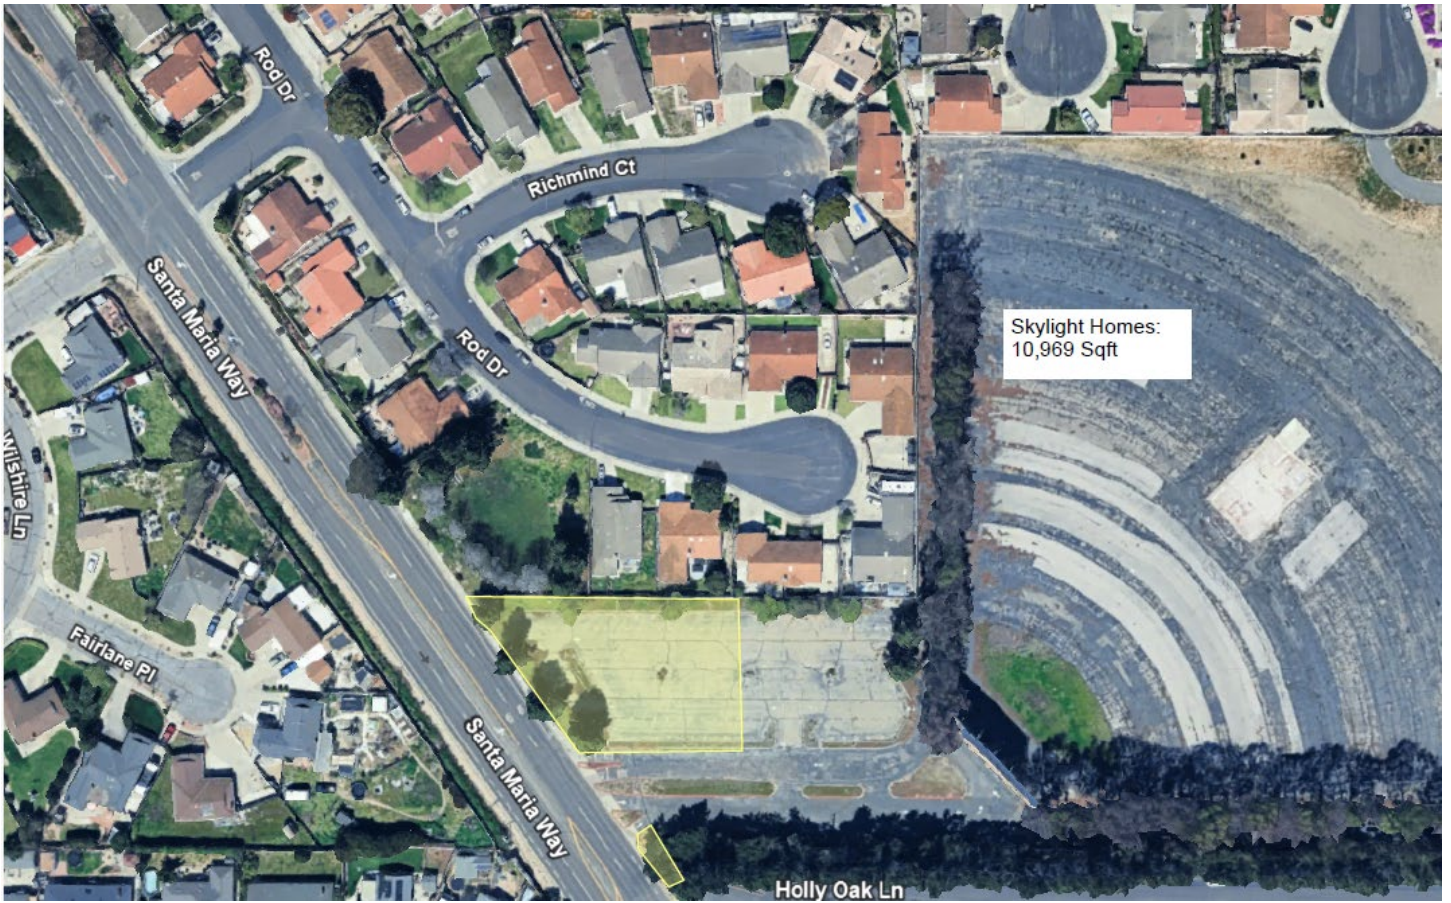 Rod Dr
Richmind Ct
Santa Maria Way
Skylight Homes:
10,969 Sqft
Rod Dr
Wilshire Ln
Fairlane Pl
Santa Maria Way
Holly Oak Ln